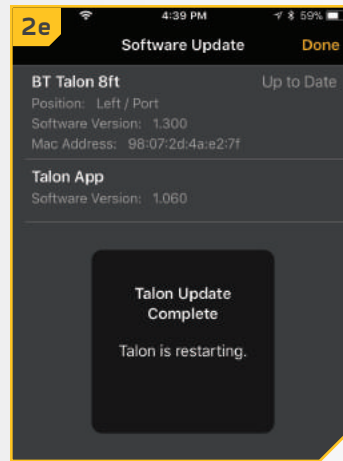 2e
4:39 PM
59%
Software Update
Done
BT Talon 8ft
Up to Date
Position: Left / Port
Software Version: 1.300
Mac Address: 98:07:2d:4a:e2:7f
Talon App
Software Version: 1.060
Talon Update
Complete
Talon is restarting.